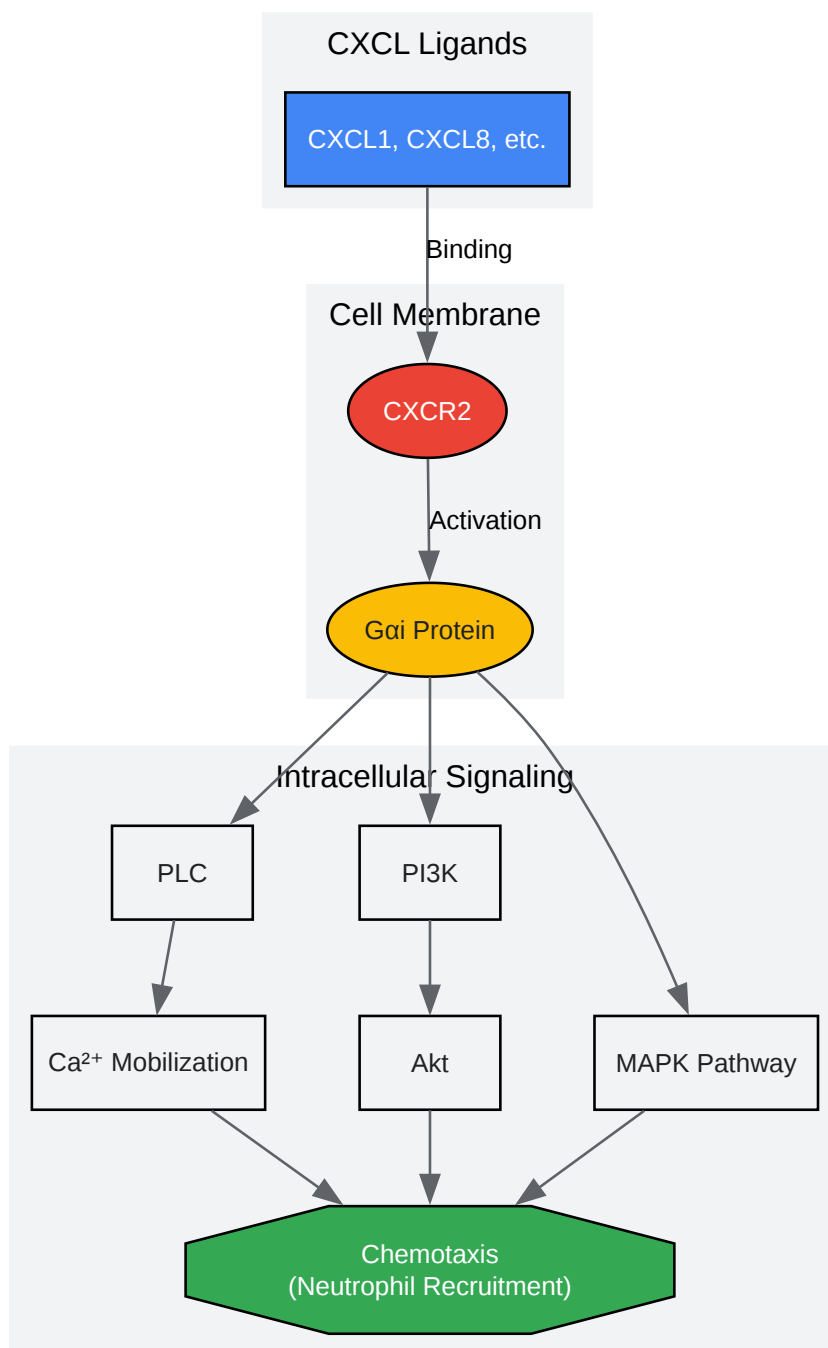 CXCL Ligands
CXCL1, CXCL8, etc.
Binding
Cell Membrane
CXCR2
Activation
Gαi Protein
Intracellular Signaling
PLC
PI3K
Ca²⁺ Mobilization
Akt
MAPK Pathway
Chemotaxis
(Neutrophil Recruitment)